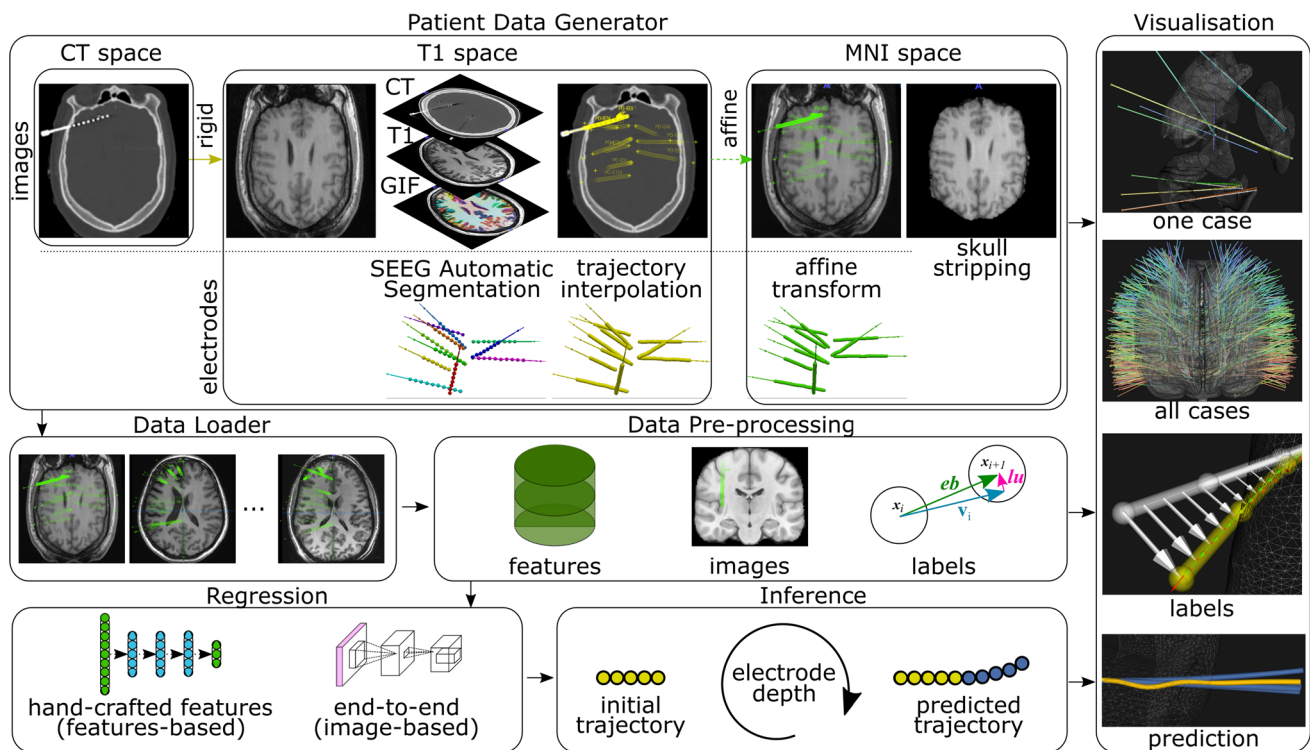 Patient Data Generator
Visualisation
CT space
T1 space
MNI space
images
rigid
CT
T1
GIF
affine
one case
skull
stripping
electrodes
SEEG Automatic
Segmentation
trajectory
interpolation
affine
transform
all cases
Data Loader
Data Pre-processing
...
features
images
x_i
x_{i+1}
eb
lu
v_i
labels
labels
Regression
Inference
hand-crafted features
(features-based)
end-to-end
(image-based)
initial
trajectory
electrode
depth
predicted
trajectory
prediction